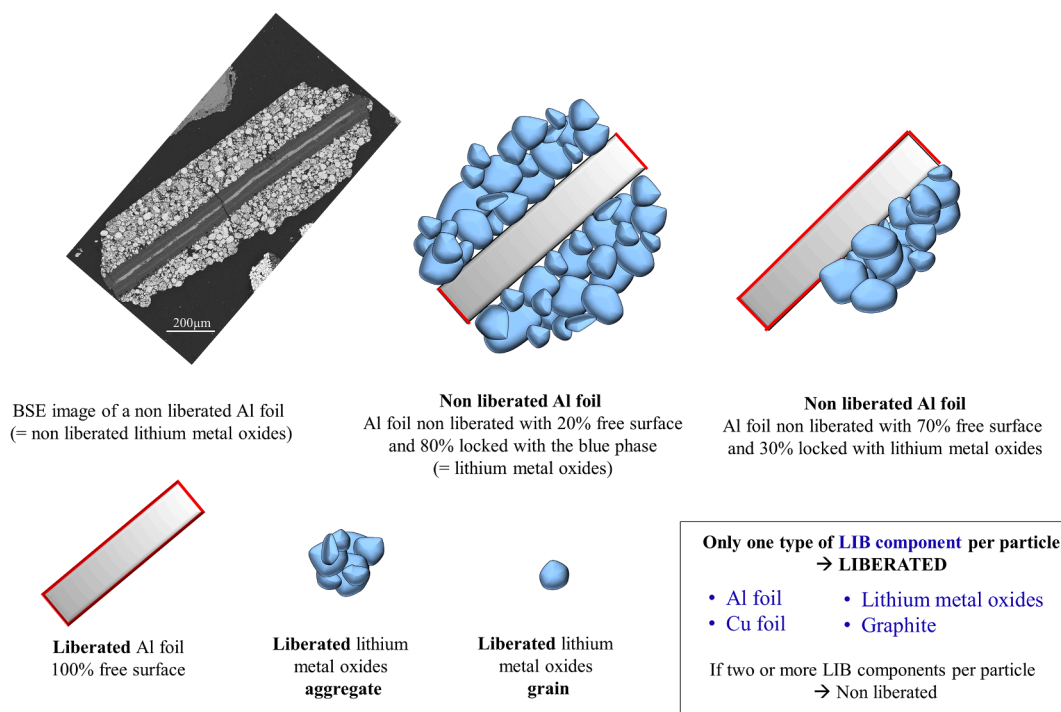 200µm
BSE image of a non liberated Al foil
(= non liberated lithium metal oxides)
Non liberated Al foil
Al foil non liberated with 20% free surface
and 80% locked with the blue phase
(= lithium metal oxides)
Non liberated Al foil
Al foil non liberated with 70% free surface
and 30% locked with lithium metal oxides
Liberated Al foil
100% free surface
Liberated lithium
metal oxides
aggregate
Liberated lithium
metal oxides
grain
Only one type of LIB component per particle
→ LIBERATED
• Al foil
• Cu foil
• Lithium metal oxides
• Graphite
If two or more LIB components per particle
→ Non liberated